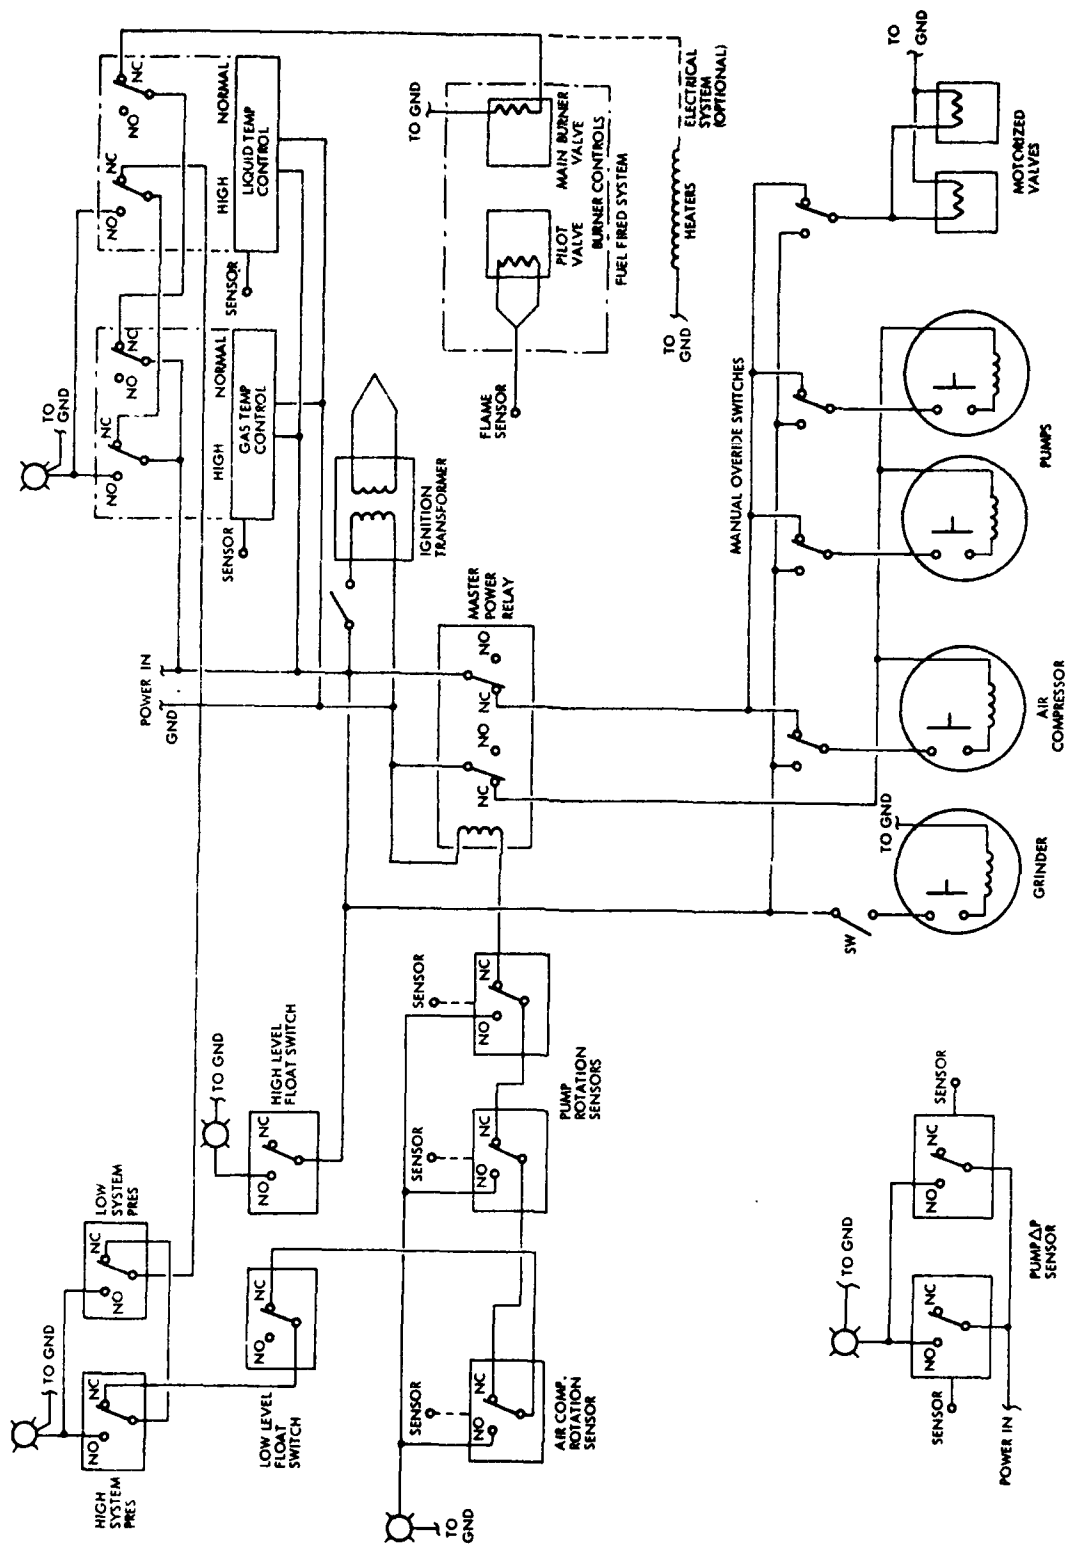 TO
GND
NC
NO
NC
NO
NORMAL
HIGH
LIQUID TEMP
CONTROL
SENSOR
TO
GND
NC
NO
NC
NO
NORMAL
HIGH
GAS TEMP
CONTROL
SENSOR
TO GND
MAIN BURNER
VALVE
PILOT
VALVE
BURNER CONTROLS
FUEL FIRED SYSTEM
FLAME
SENSOR
ELECTRICAL
SYSTEM
(OPTIONAL)
HEATERS
TO
GND
TO
GND
MOTORIZED
VALVES
IGNITION
TRANSFORMER
POWER IN
GND
MASTER
POWER
RELAY
NO
NC
NO
NC
MANUAL OVERIDE SWITCHES
PUMPS
AIR
COMPRESSOR
TO GND
GRINDER
SW
TO GND
HIGH LEVEL
FLOAT SWITCH
NC
NO
LOW
SYSTEM
PRES
NC
NO
TO GND
HIGH
SYSTEM
PRES
NC
NO
LOW LEVEL
FLOAT
SWITCH
NC
NO
SENSOR
NC
NO
SENSOR
NC
NO
PUMP
ROTATION
SENSORS
SENSOR
NC
NO
AIR COMP.
ROTATION
SENSOR
TO
GND
SENSOR
NC
NO
TO GND
NC
NO
SENSOR
PUMP ΔP
SENSOR
POWER IN